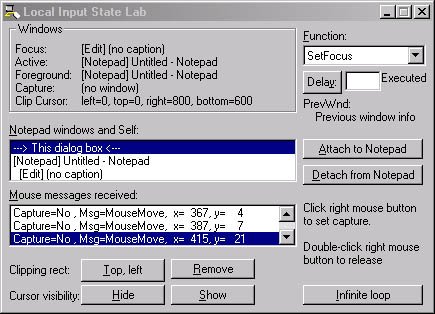 Local Input State Lab
Windows
Focus: [Edit] (no caption)
Active: [Notepad] Untitled - Notepad
Foreground: [Notepad] Untitled - Notepad
Capture: (no window)
Clip Cursor: left=0, top=0, right=800, bottom=600
Function:
SetFocus
Delay: Executed
PrevWnd:
Previous window info
Notepad windows and Self:
---> This dialog box <---
[Notepad] Untitled - Notepad
[Edit] (no caption)
Attach to Notepad
Detach from Notepad
Mouse messages received:
Capture=No , Msg=MouseMove, x= 367, y= 4
Capture=No , Msg=MouseMove, x= 387, y= 7
Capture=No , Msg=MouseMove, x= 415, y= 21
Click right mouse button
to set capture.
Double-click right mouse
button to release
Clipping rect: Top, left Remove
Cursor visibility: Hide Show
Infinite loop